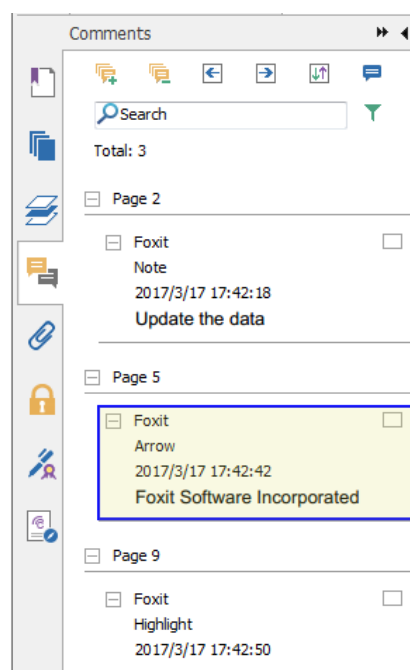 Comments
Search
Total: 3
Page 2
Foxit
Note
2017/3/17 17:42:18
Update the data
Page 5
Foxit
Arrow
2017/3/17 17:42:42
Foxit Software Incorporated
Page 9
Foxit
Highlight
2017/3/17 17:42:50